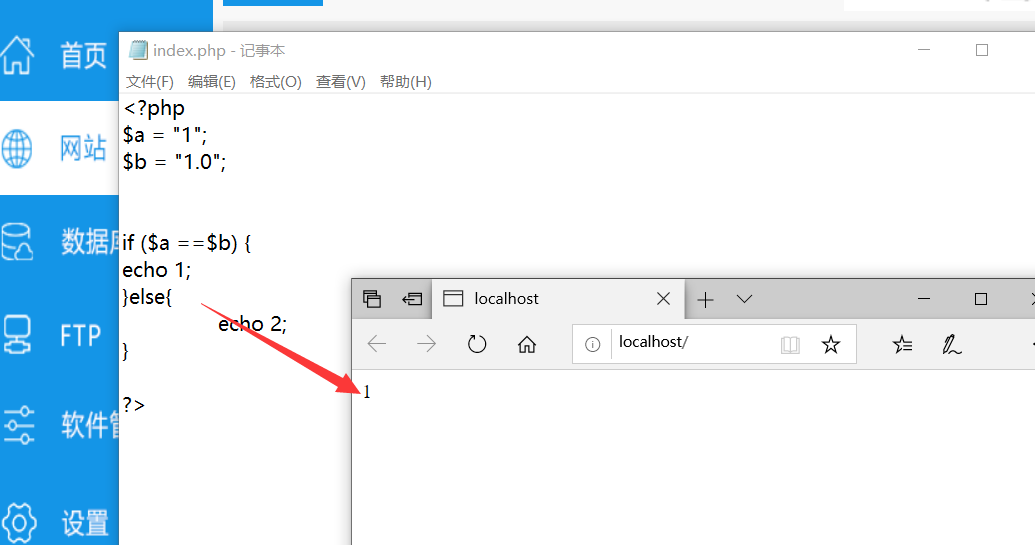 首页
网站
FTP
设置
index.php - 记事本
文件(F) 编辑(E) 格式(O) 查看(V) 帮助(H)
<?php
$a = "1";
$b = "1.0";
if ($a ==$b) {
echo 1;
}else{
echo 2;
}
?>
localhost
localhost/
1
数据库
软件管